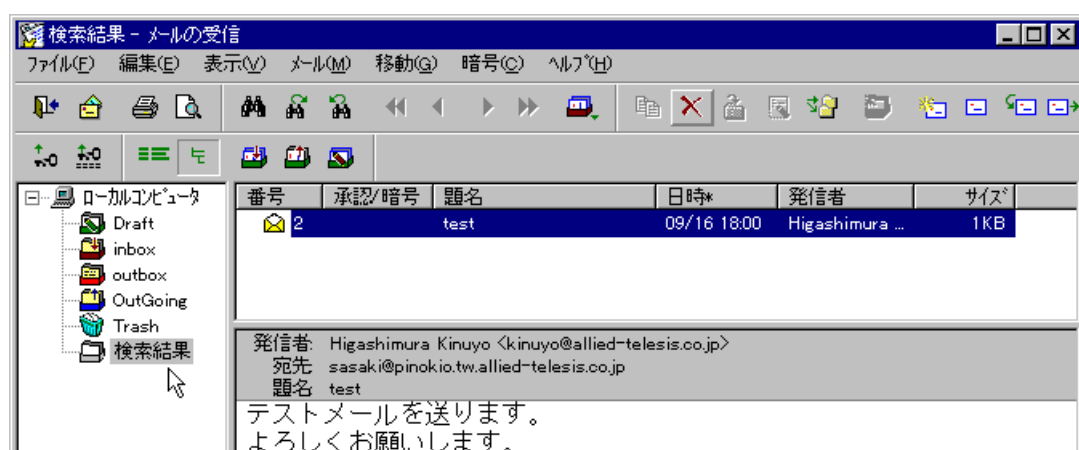 検索結果 - ﾒｰﾙの受信
ﾌｧｲﾙ(F) 編集(E) 表示(V) ﾒｰﾙ(M) 移動(G) 暗号(C) ﾍﾙﾌﾟ(H)
ﾛｰｶﾙｺﾝﾋﾟｭｰﾀ
Draft
inbox
outbox
OutGoing
Trash
検索結果
番号 承認/暗号 題名 日時* 発信者 ｻｲｽﾞ
2 test 09/16 18:00 Higashimura ... 1KB
発信者: Higashimura Kinuyo <kinuyo@allied-telesis.co.jp>
宛先: sasaki@pinokio.tw.allied-telesis.co.jp
題名: test
テストメールを送ります。
よろしくお願いします。